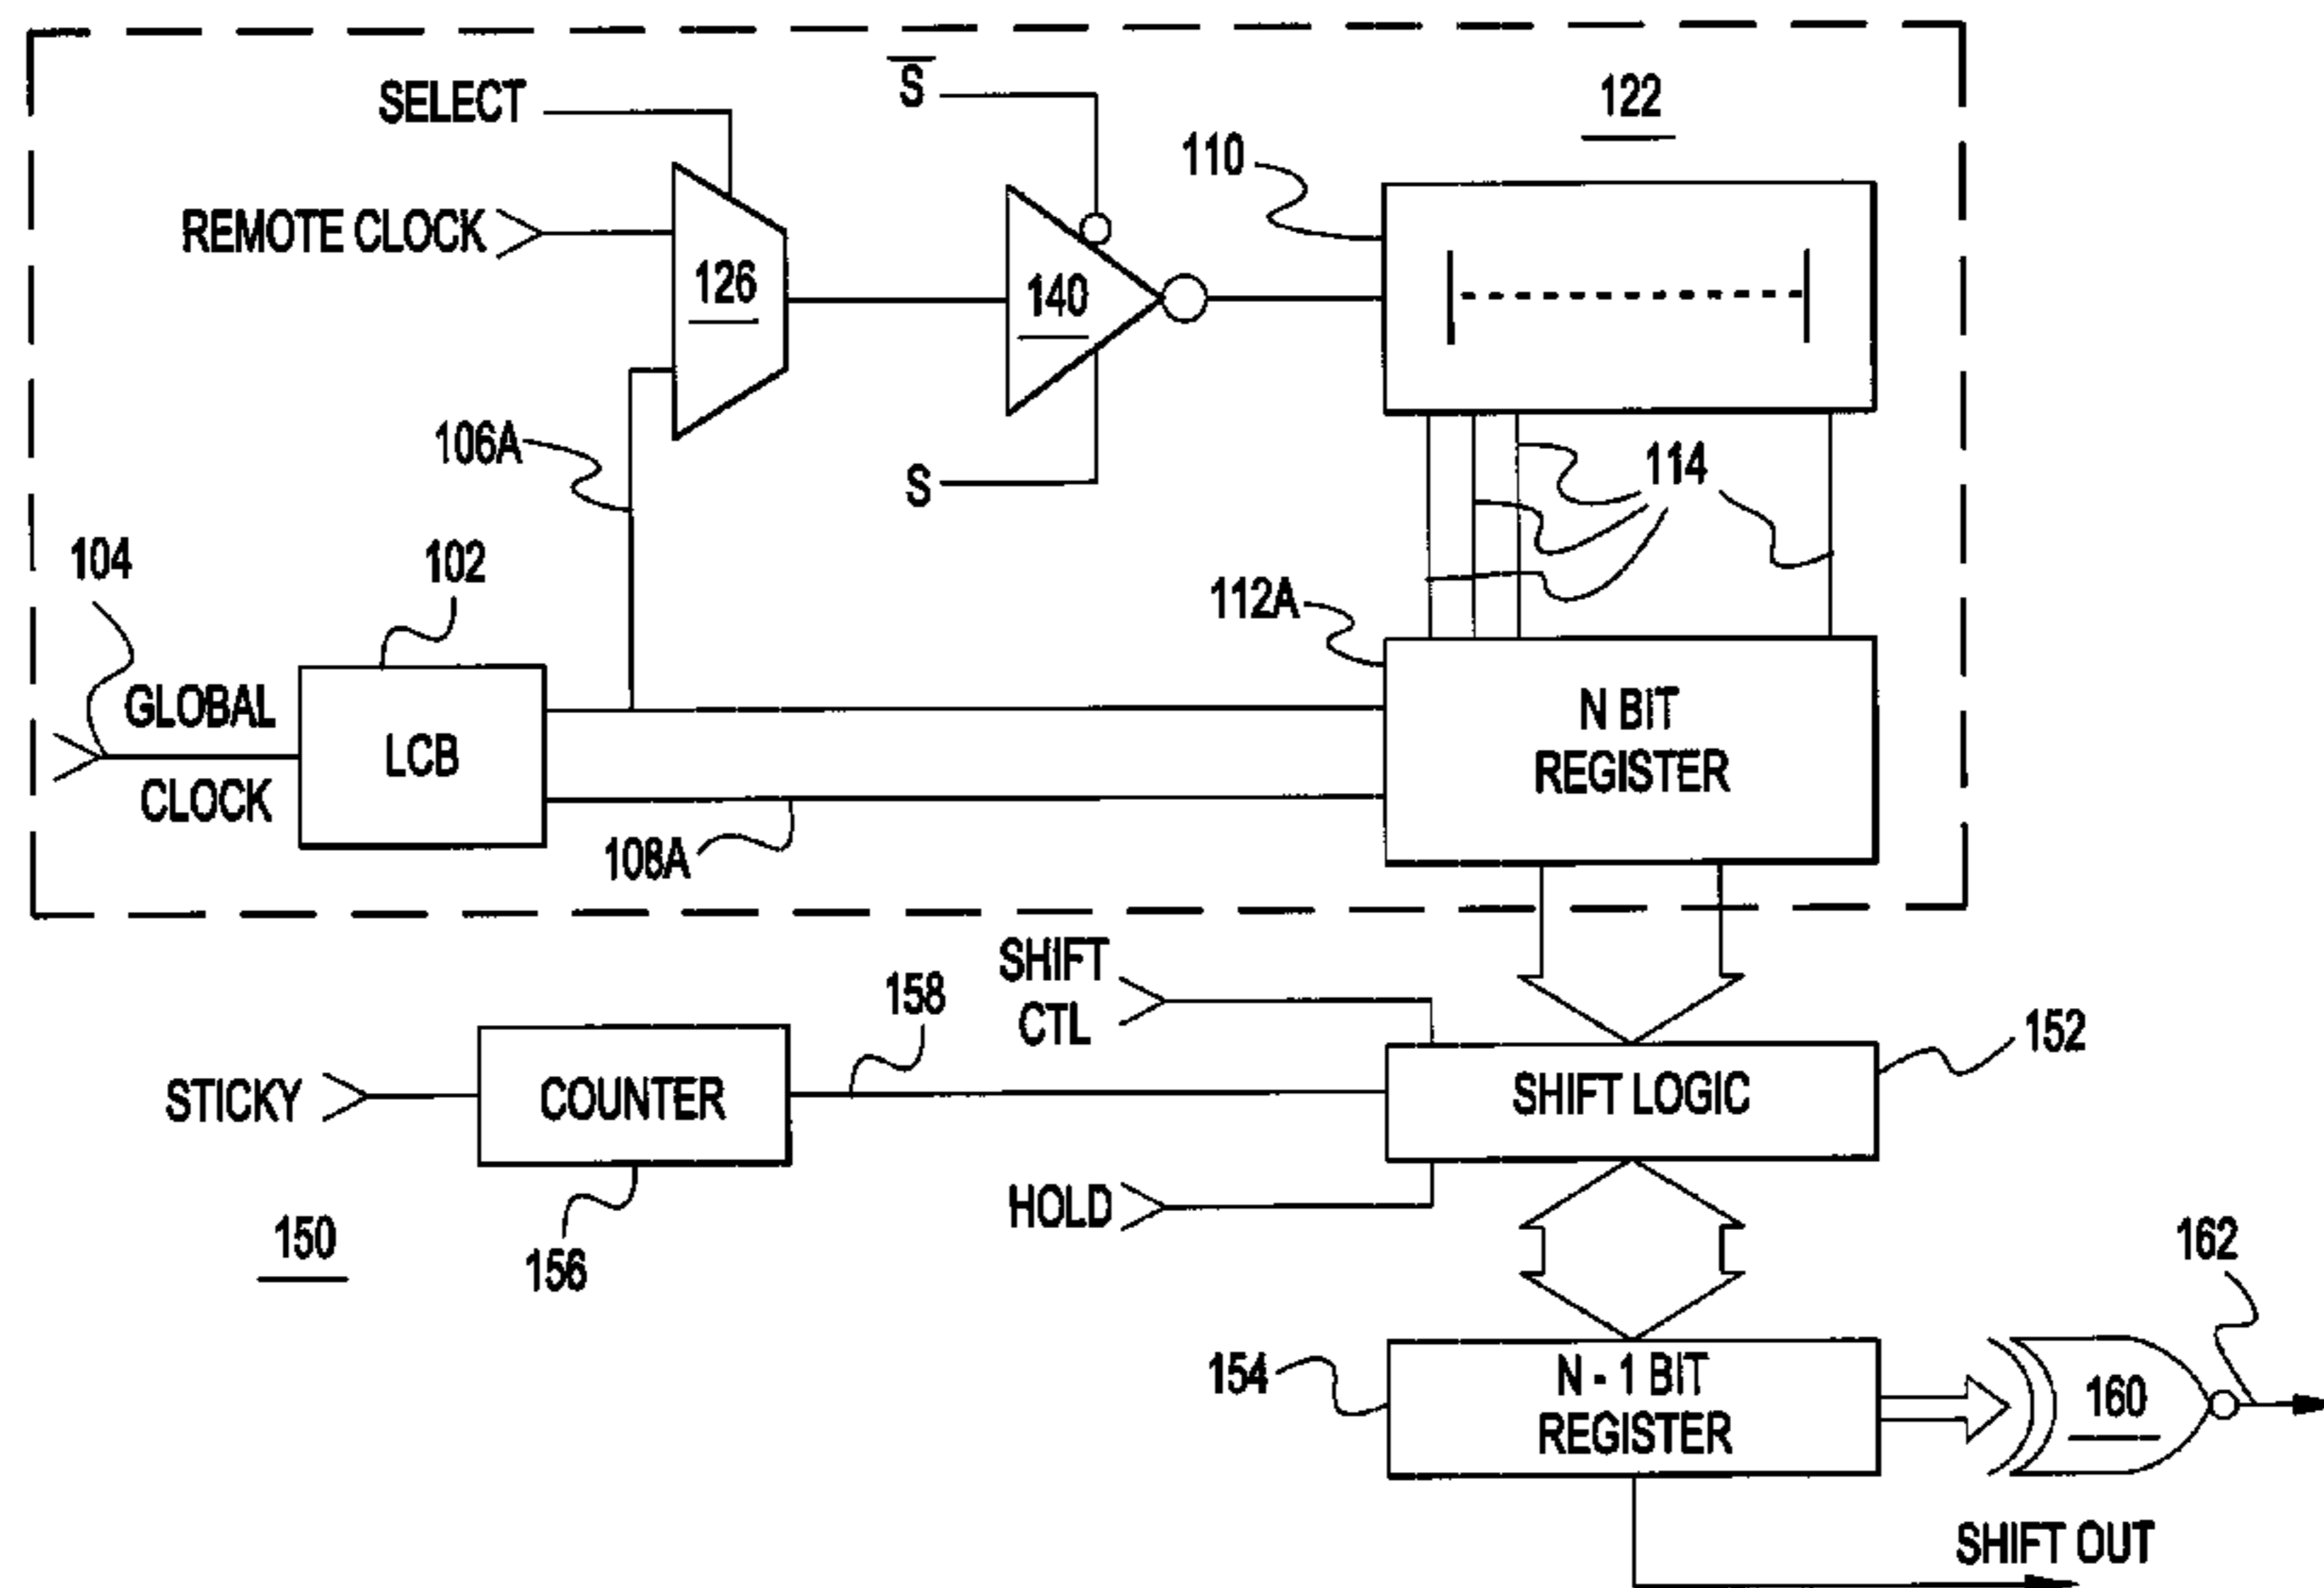 S̅
SELECT
122
110
REMOTE CLOCK
126
140
106A
114
S
104
102
112A
GLOBAL
CLOCK
LCB
N BIT
REGISTER
108A
SHIFT
CTL
158
152
STICKY
COUNTER
SHIFT LOGIC
HOLD
150
156
162
154
N - 1 BIT
REGISTER
160
SHIFT OUT